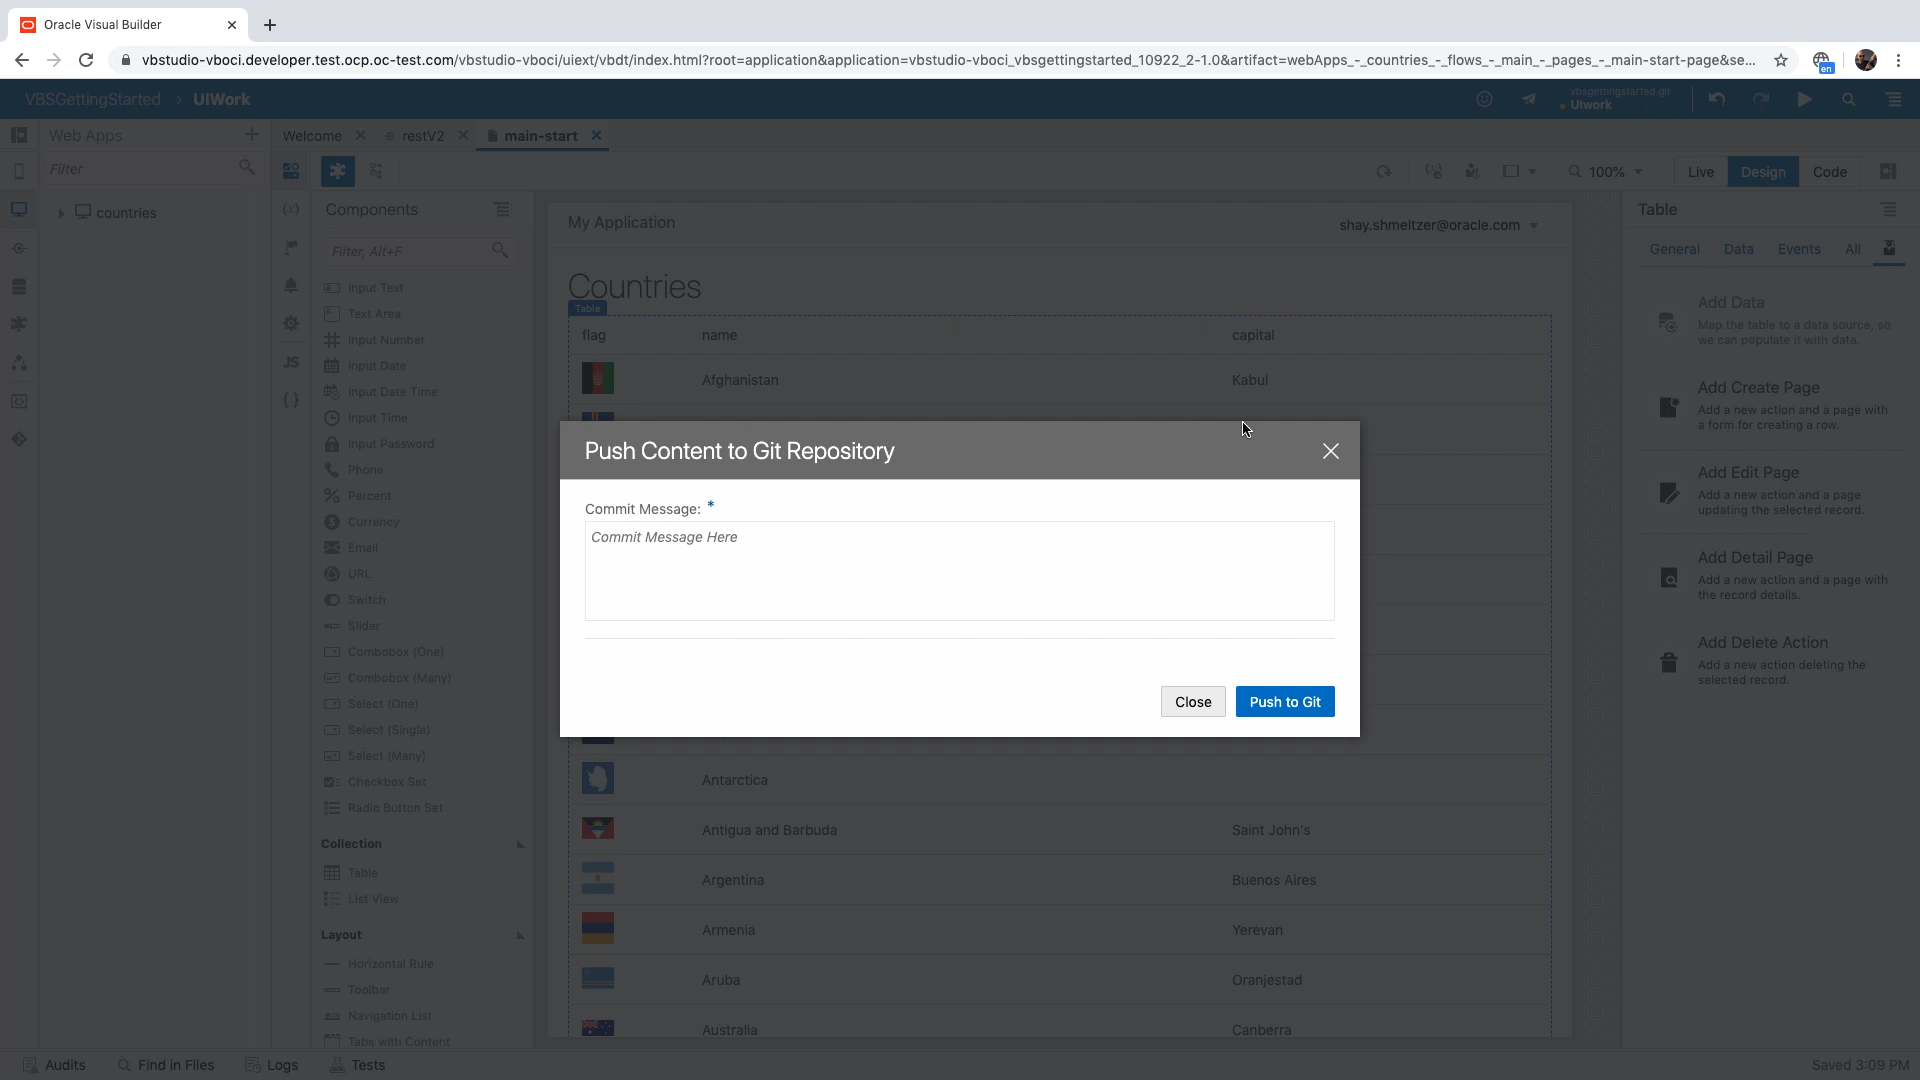 Oracle Visual Builder
vbstudio-vboci.developer.test.ocp.oc-test.com/vbstudio-vboci/uiext/vbdt/index.html?root=application&application=vbstudio-vboci_vbsgettingstarted_10922_2-1.0&artifact=webApps_-_countries_-_flows_-_main_-_pages_-_main-start-page&se...
en
VBSGettingStarted > UIWork
vbsgettingstarted.git
UIwork
Web Apps
Welcome
restV2
main-start
Filter
100%
Live
Design
Code
countries
Components
Filter, Alt+F
Input Text
Text Area
Input Number
Input Date
Input Date Time
Input Time
Input Password
Phone
Percent
Currency
Email
URL
Switch
Slider
Combobox (One)
Combobox (Many)
Select (One)
Select (Single)
Select (Many)
Checkbox Set
Radio Button Set
Collection
Table
List View
Layout
Horizontal Rule
Toolbar
Navigation List
Tabs with Content
JS
My Application
shay.shmeltzer@oracle.com
Countries
Table
flag name capital
Afghanistan Kabul
Push Content to Git Repository
Commit Message: *
Commit Message Here
Close
Push to Git
Antarctica
Antigua and Barbuda Saint John's
Argentina Buenos Aires
Armenia Yerevan
Aruba Oranjestad
Australia Canberra
Table
General Data Events All
Add Data
Map the table to a data source, so
we can populate it with data.
Add Create Page
Add a new action and a page with
a form for creating a row.
Add Edit Page
Add a new action and a page
updating the selected record.
Add Detail Page
Add a new action and a page with
the record details.
Add Delete Action
Add a new action deleting the
selected record.
Audits
Find in Files
Logs
Tests
Saved 3:09 PM